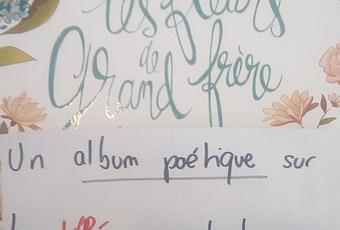 les fleurs
de
Grand frère
Un album poétique sur